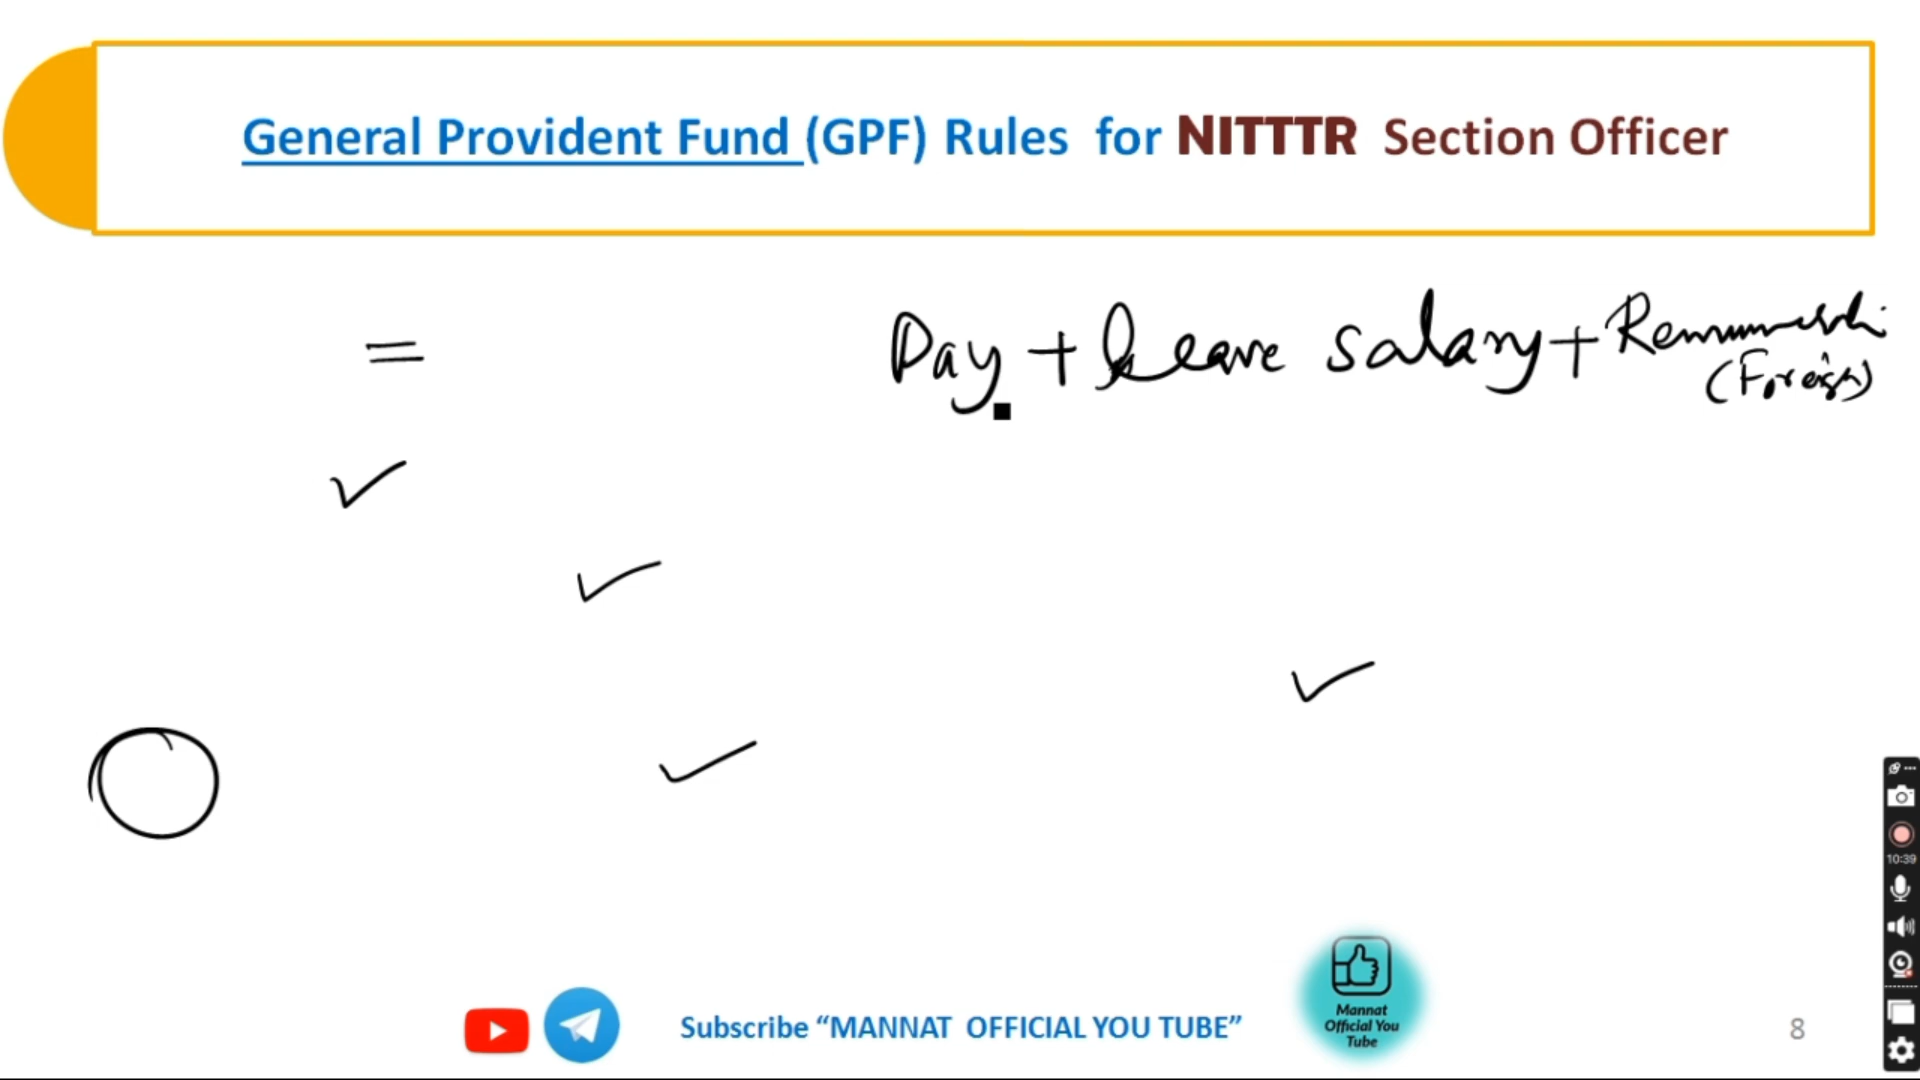 General Provident Fund (GPF) Rules for NITTTR Section Officer
= Pay + leave salary +
(Foreign)
10:39
Subscribe “MANNAT OFFICIAL YOU TUBE”
Mannat
Official You
Tube
8